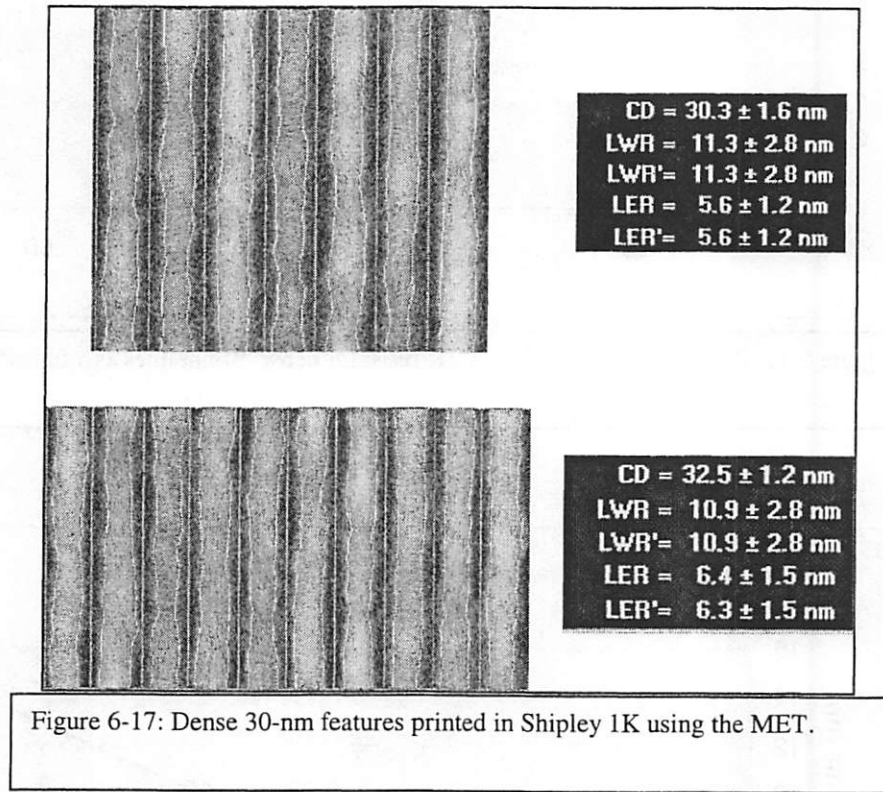 CD = 30.3 ± 1.6 nm
LWR = 11.3 ± 2.8 nm
LWR'= 11.3 ± 2.8 nm
LER = 5.6 ± 1.2 nm
LER'= 5.6 ± 1.2 nm
CD = 32.5 ± 1.2 nm
LWR = 10.9 ± 2.8 nm
LWR'= 10.9 ± 2.8 nm
LER = 6.4 ± 1.5 nm
LER'= 6.3 ± 1.5 nm
Figure 6-17: Dense 30-nm features printed in Shipley 1K using the MET.